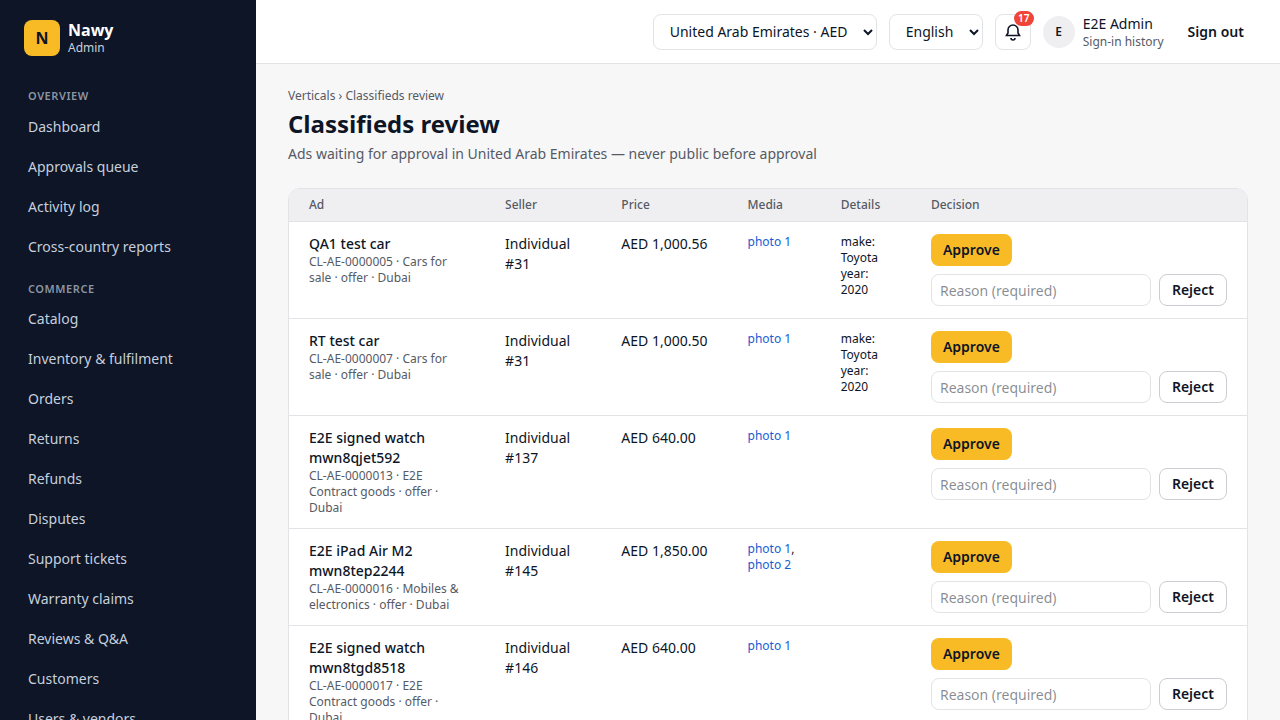 N
Nawy
Admin
OVERVIEW
Dashboard
Approvals queue
Activity log
Cross-country reports
COMMERCE
Catalog
Inventory & fulfilment
Orders
Returns
Refunds
Disputes
Support tickets
Warranty claims
Reviews & Q&A
Customers
Users & vendors
United Arab Emirates · AED
English
17
E
E2E Admin
Sign-in history
Sign out
Verticals › Classifieds review
Classifieds review
Ads waiting for approval in United Arab Emirates — never public before approval
Ad Seller Price Media Details Decision
QA1 test car
CL-AE-0000005 · Cars for
sale · offer · Dubai
Individual
#31
AED 1,000.56
photo 1
make:
Toyota
year:
2020
Approve
Reason (required)
Reject
RT test car
CL-AE-0000007 · Cars for
sale · offer · Dubai
Individual
#31
AED 1,000.50
photo 1
make:
Toyota
year:
2020
Approve
Reason (required)
Reject
E2E signed watch
mwn8qjet592
CL-AE-0000013 · E2E
Contract goods · offer ·
Dubai
Individual
#137
AED 640.00
photo 1
Approve
Reason (required)
Reject
E2E iPad Air M2
mwn8tep2244
CL-AE-0000016 · Mobiles &
electronics · offer · Dubai
Individual
#145
AED 1,850.00
photo 1,
photo 2
Approve
Reason (required)
Reject
E2E signed watch
mwn8tgd8518
CL-AE-0000017 · E2E
Contract goods · offer ·
Dubai
Individual
#146
AED 640.00
photo 1
Approve
Reason (required)
Reject